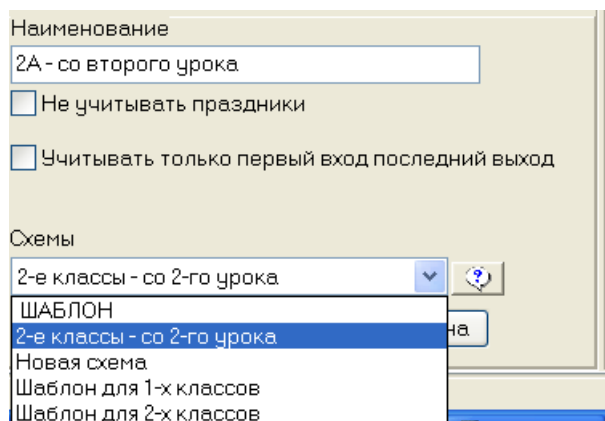 Наименование
2А - со второго урока
Не учитывать праздники
Учитывать только первый вход последний выход
Схемы
2-е классы - со 2-го урока
ШАБЛОН
2-е классы - со 2-го урока
на
Новая схема
Шаблон для 1-х классов
Шаблон для 2-х классов